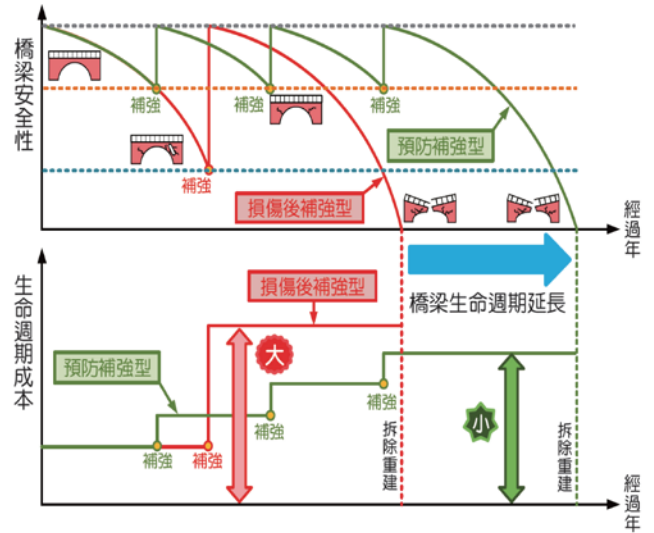 橋梁安全性
補強
補強
補強
補強
預防補強型
損傷後補強型
經過年
橋梁生命週期延長
生命週期成本
損傷後補強型
預防補強型
大
小
補強
補強
補強
補強
拆除重建
拆除重建
經過年